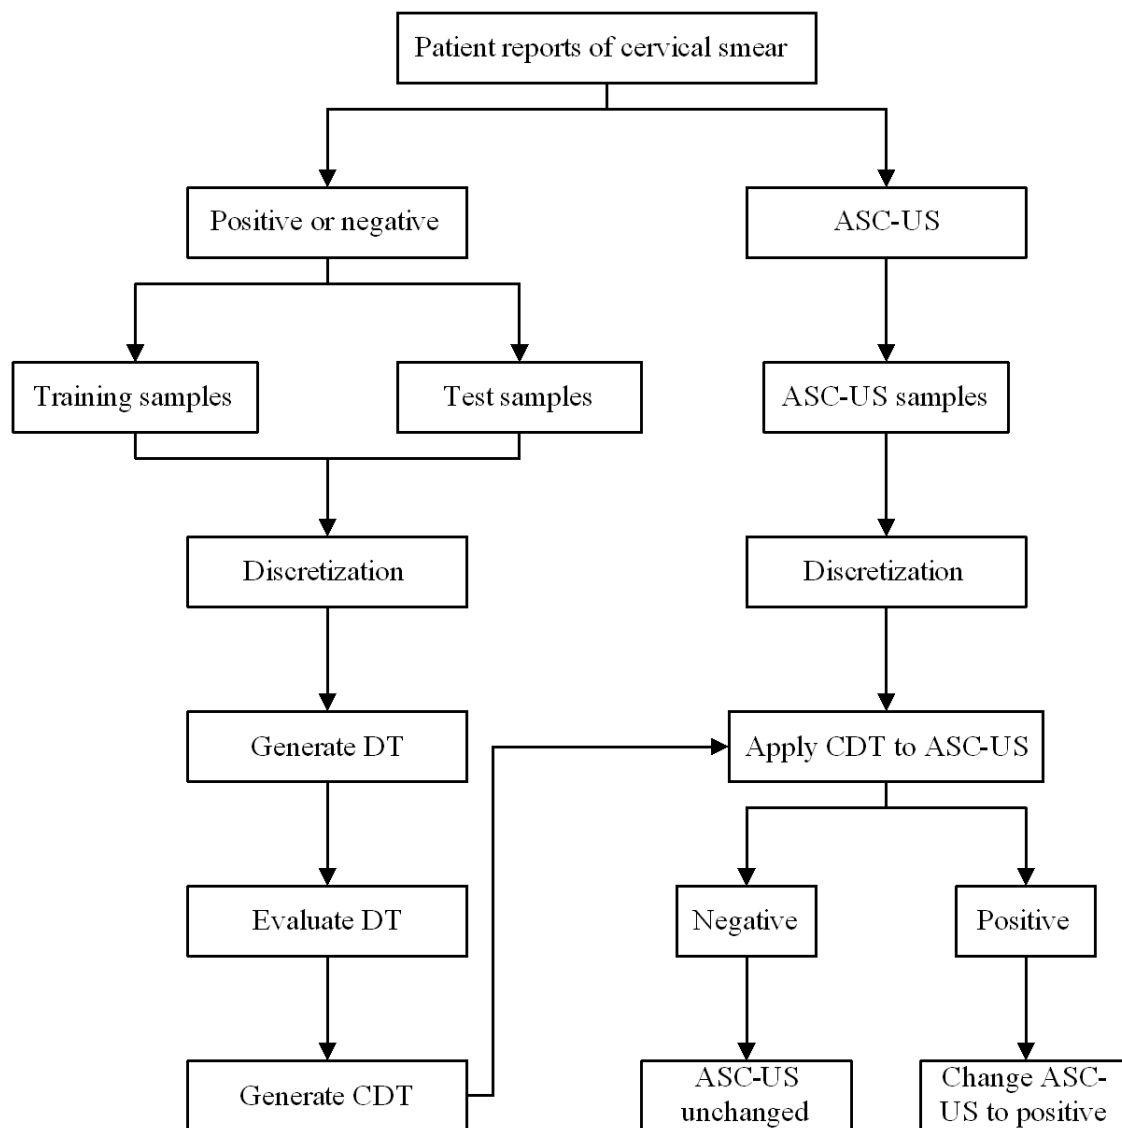 Patient reports of cervical smear
Positive or negative
ASC-US
Training samples
Test samples
ASC-US samples
Discretization
Discretization
Generate DT
Apply CDT to ASC-US
Evaluate DT
Negative
Positive
Generate CDT
ASC-US
unchanged
Change ASC-
US to positive